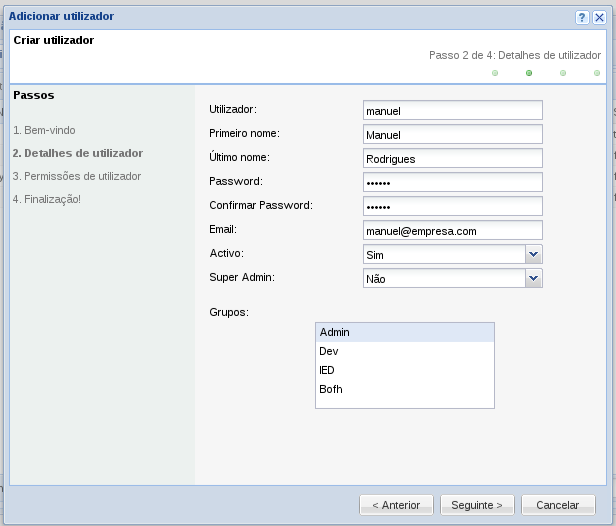 Adicionar utilizador
Criar utilizador
Passo 2 de 4: Detalhes de utilizador
Passos
1. Bem-vindo
2. Detalhes de utilizador
3. Permissões de utilizador
4. Finalização!
Utilizador: manuel
Primeiro nome: Manuel
Último nome: Rodrigues
Password: ••••••
Confirmar Password: ••••••
Email: manuel@empresa.com
Activo: Sim
Super Admin: Não
Grupos:
Admin
Dev
IED
Bofh
< Anterior Seguinte > Cancelar